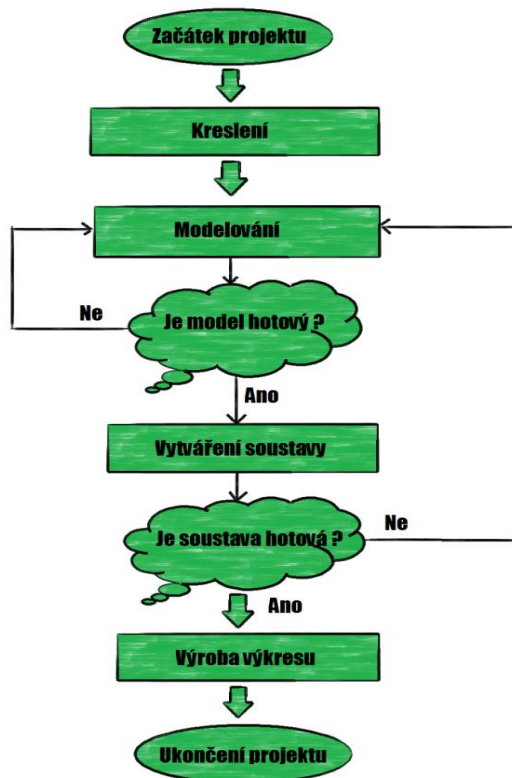 Začátek projektu
Kreslení
Modelování
Ne
Je model hotový ?
Ano
Vytváření soustavy
Je soustava hotová ?
Ne
Ano
Výroba výkresu
Ukončení projektu